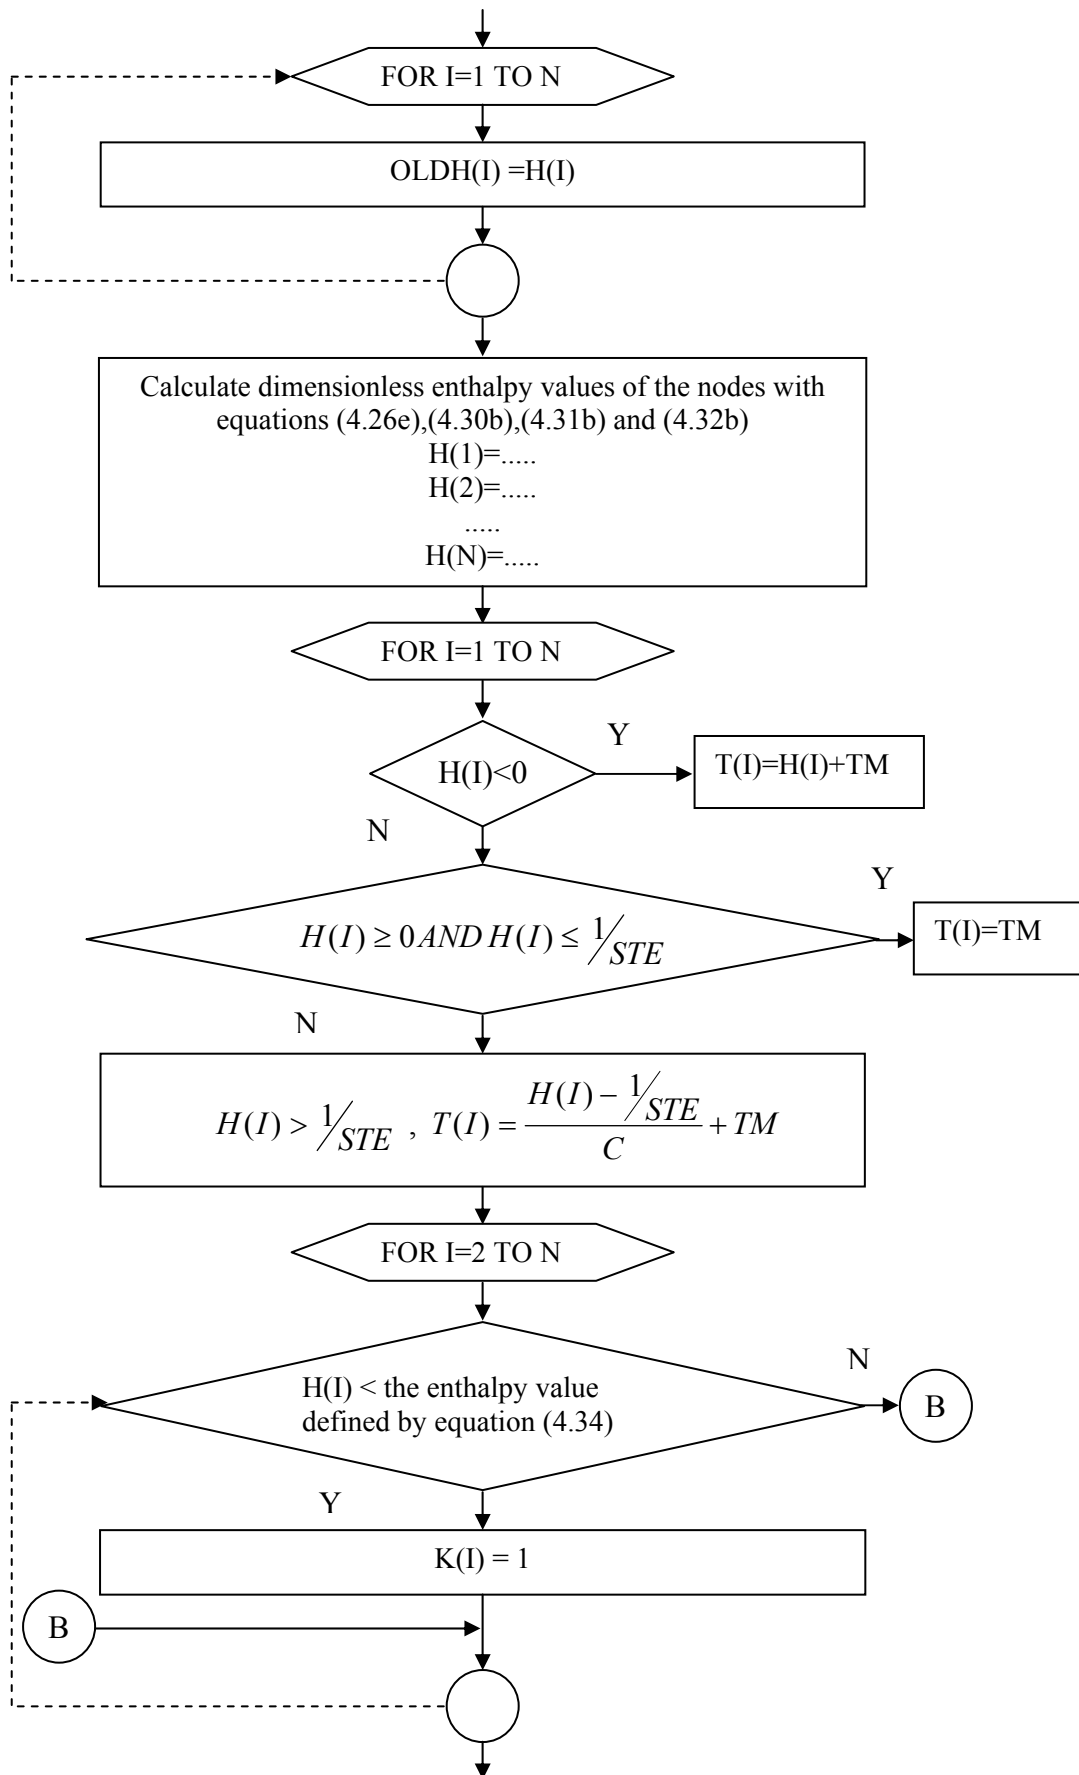 FOR I=1 TO N
OLDH(I) =H(I)
Calculate dimensionless enthalpy values of the nodes with
equations (4.26e),(4.30b),(4.31b) and (4.32b)
H(1)=.....
H(2)=.....
.....
H(N)=.....
FOR I=1 TO N
Y
H(I)<0
T(I)=H(I)+TM
N
Y
H(I) ≥ 0 AND H(I) ≤ 1/STE
T(I)=TM
N
H(I) > 1/STE , T(I) = (H(I) − 1/STE)/C + TM
FOR I=2 TO N
N
H(I) < the enthalpy value
defined by equation (4.34)
B
Y
K(I) = 1
B